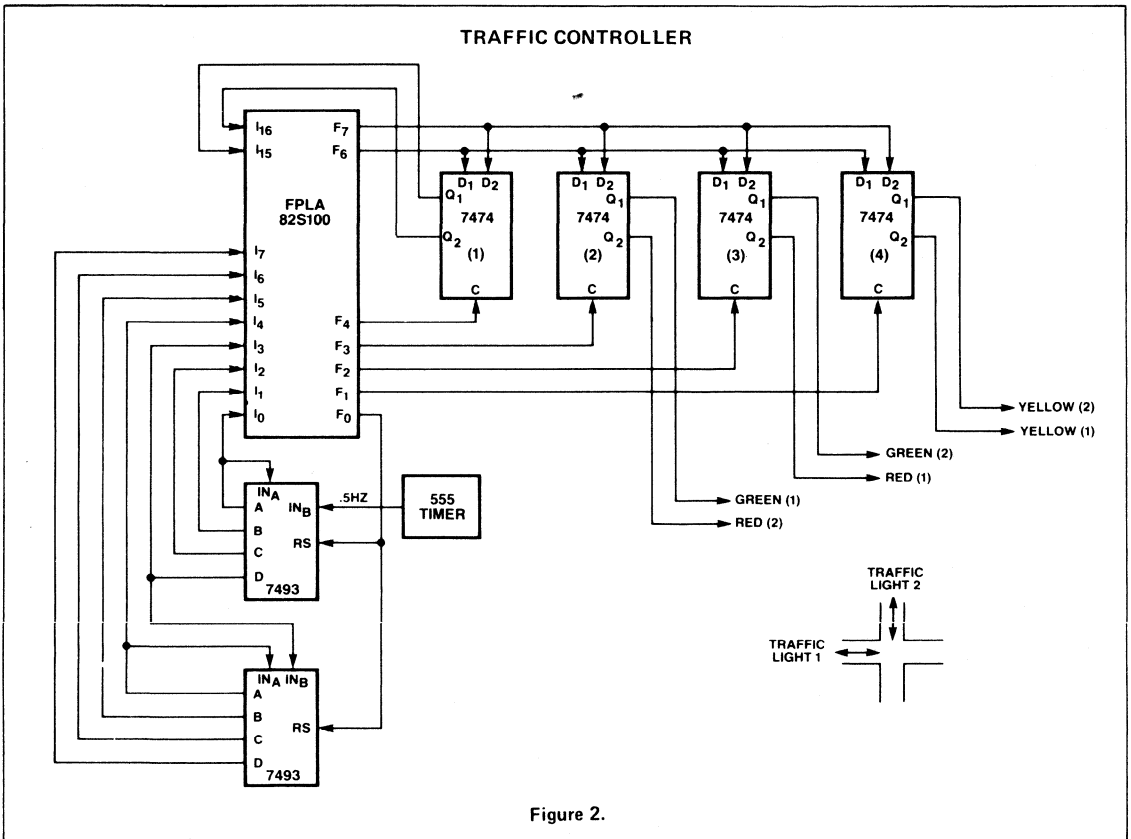 TRAFFIC CONTROLLER
I16
I15
FPLA
82S100
I7
I6
I5
I4
I3
I2
I1
I0
F7
F6
F4
F3
F2
F1
F0
D1 D2
Q1
7474
Q2
(1)
C
D1 D2
Q1
7474
Q2
(2)
C
D1 D2
Q1
7474
Q2
(3)
C
D1 D2
Q1
7474
Q2
(4)
C
YELLOW (2)
YELLOW (1)
GREEN (2)
RED (1)
GREEN (1)
RED (2)
INA
A
INB
B
RS
C
D
7493
.5HZ
555
TIMER
INA INB
A
B
RS
C
D
7493
TRAFFIC
LIGHT 2
TRAFFIC
LIGHT 1
Figure 2.